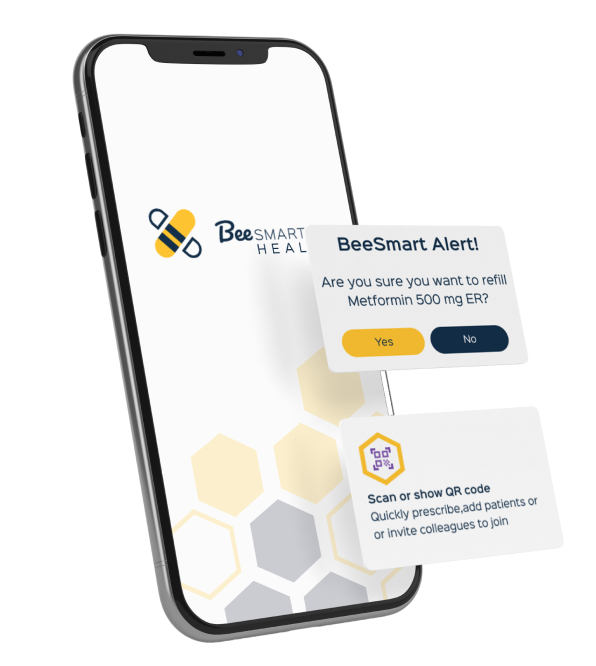 BeeSMART
HEAL
BeeSmart Alert!
Are you sure you want to refill
Metformin 500 mg ER?
Yes
No
Scan or show QR code
Quickly prescribe,add patients or
or invite colleagues to join